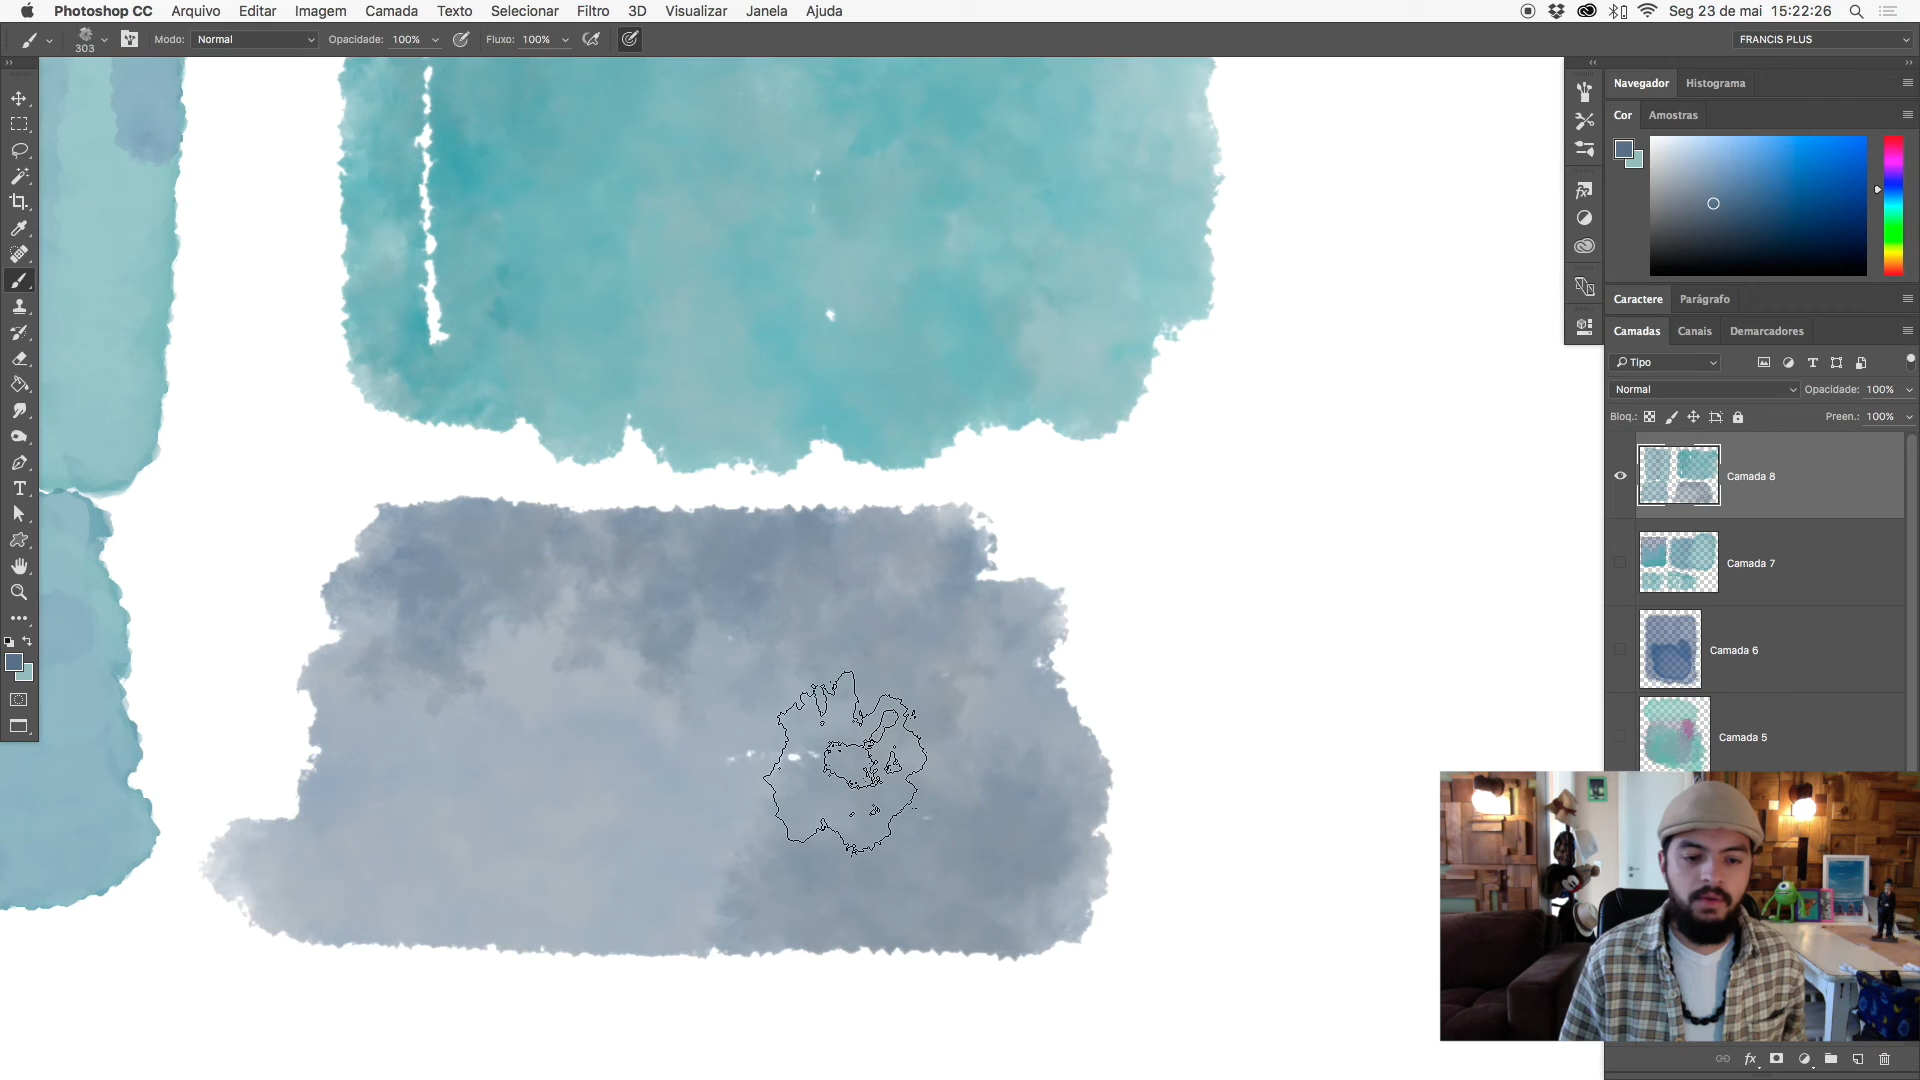 Photoshop CC Arquivo Editar Imagem Camada Texto Selecionar Filtro 3D Visualizar Janela Ajuda Seg 23 de mai 15:22:26
303 Modo: Normal Opacidade: 100% Fluxo: 100% FRANCIS PLUS
Navegador Histograma
Cor Amostras
Caractere Parágrafo
Camadas Canais Demarcadores
Tipo
Normal Opacidade: 100%
Bloq.: Preen.: 100%
Camada 8
Camada 7
Camada 6
Camada 5
fx